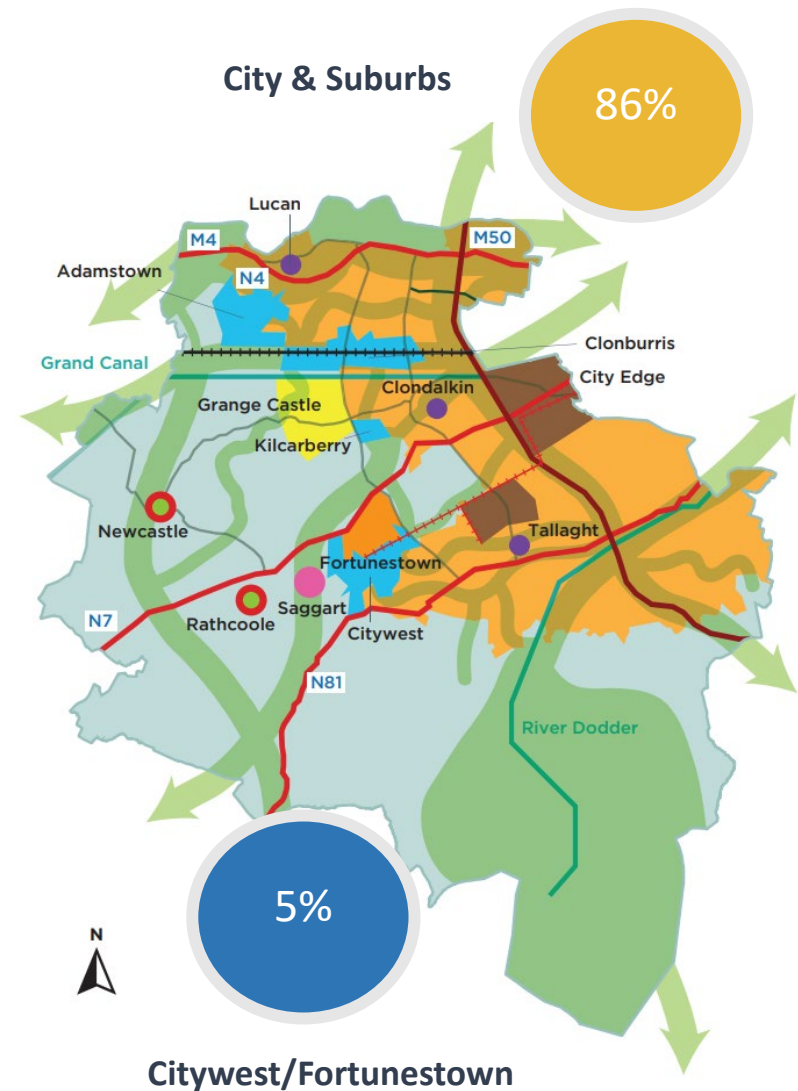 City & Suburbs
86%
Lucan
M4
M50
Adamstown
N4
Clonburris
Grand Canal
City Edge
Clondalkin
Grange Castle
Kilcarberry
Newcastle
Tallaght
Fortunestown
Rathcoole
Saggart
Citywest
N7
N81
River Dodder
5%
N
Citywest/Fortunestown